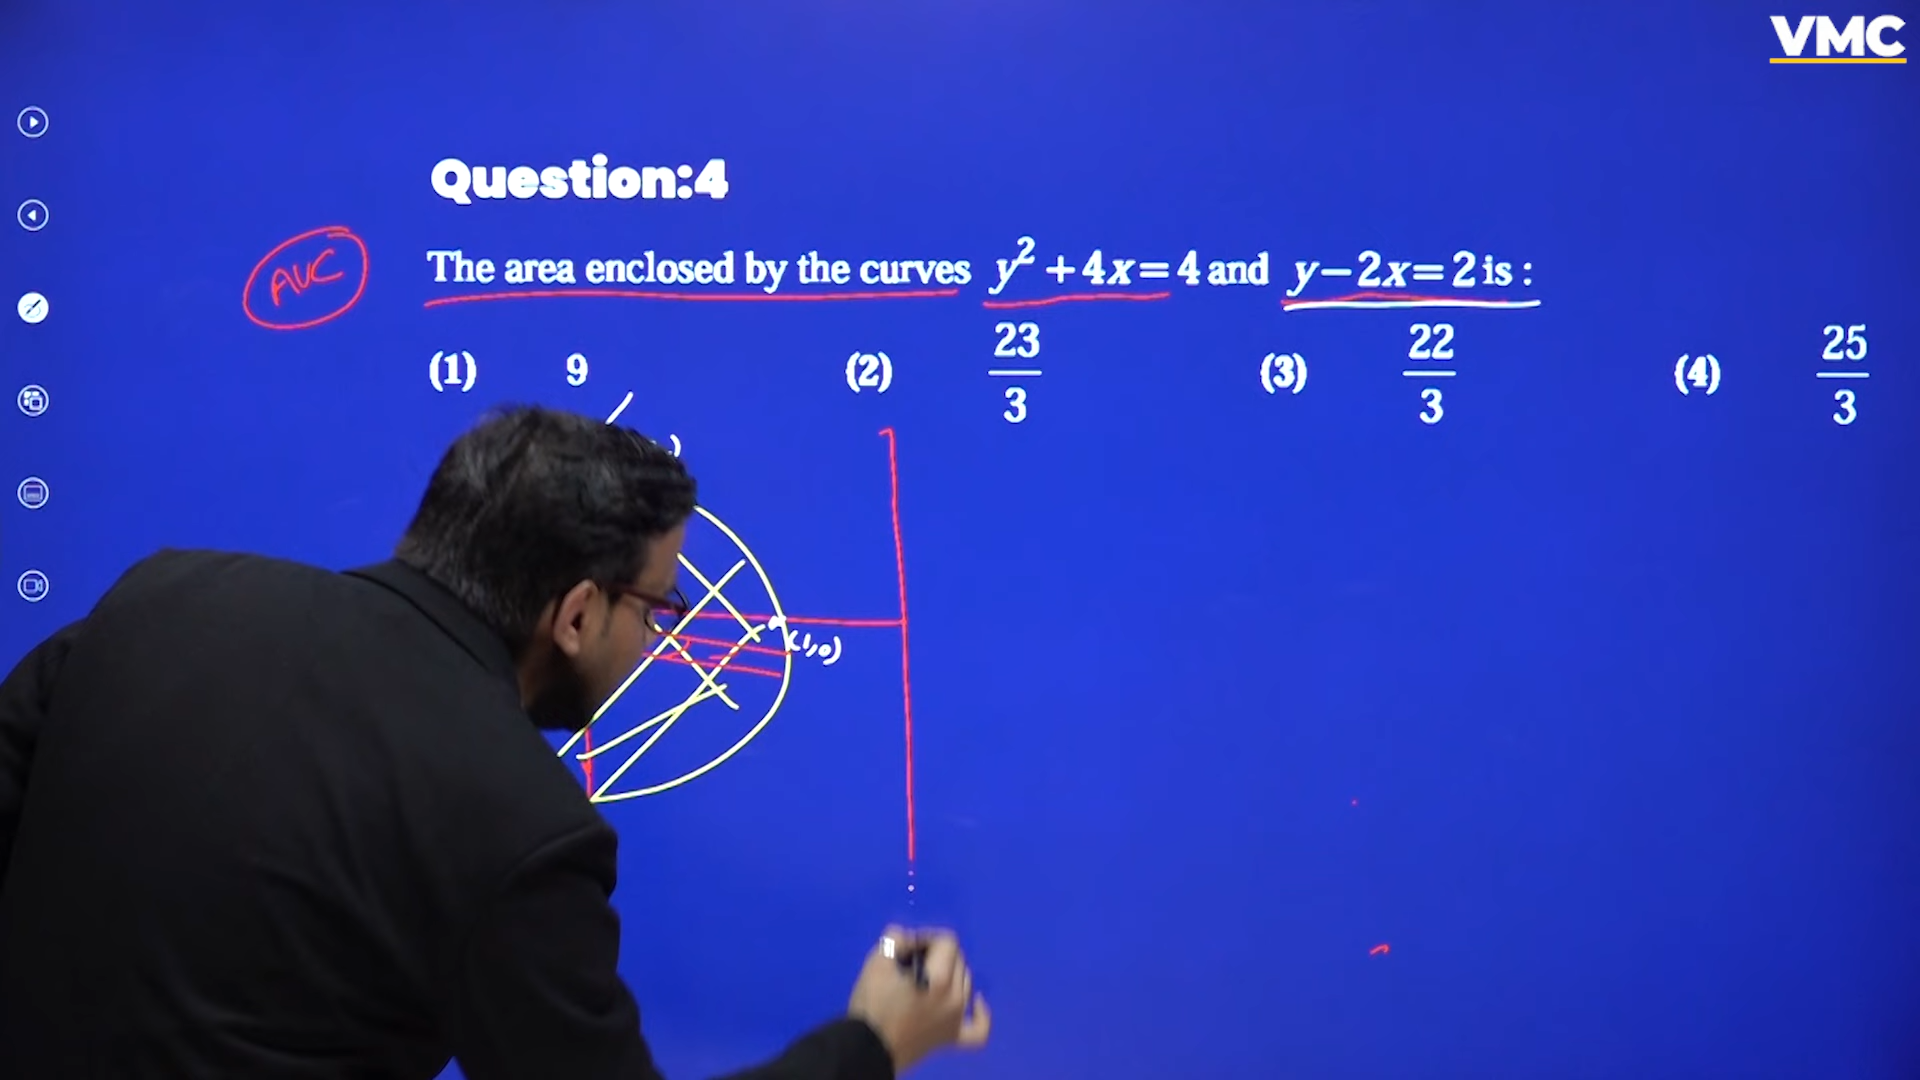 VMC
Question:4
AUC
The area enclosed by the curves y² + 4x = 4 and y − 2x = 2 is :
(1) 9 (2) 23/3 (3) 22/3 (4) 25/3
(1,0)